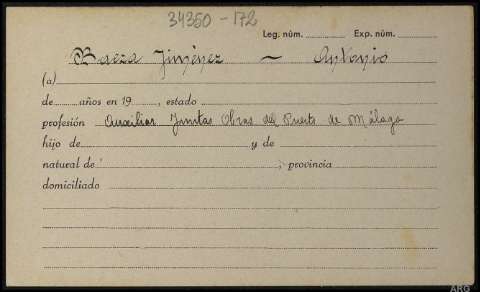 34350-172
Leg. núm. Exp. núm.
Baeza Jiménez — Antonio
(a)
de años en 19 , estado
profesión Auxiliar Juntas Obras del Puerto de Málaga
hijo de y de
natural de ; provincia
domiciliado
ARG